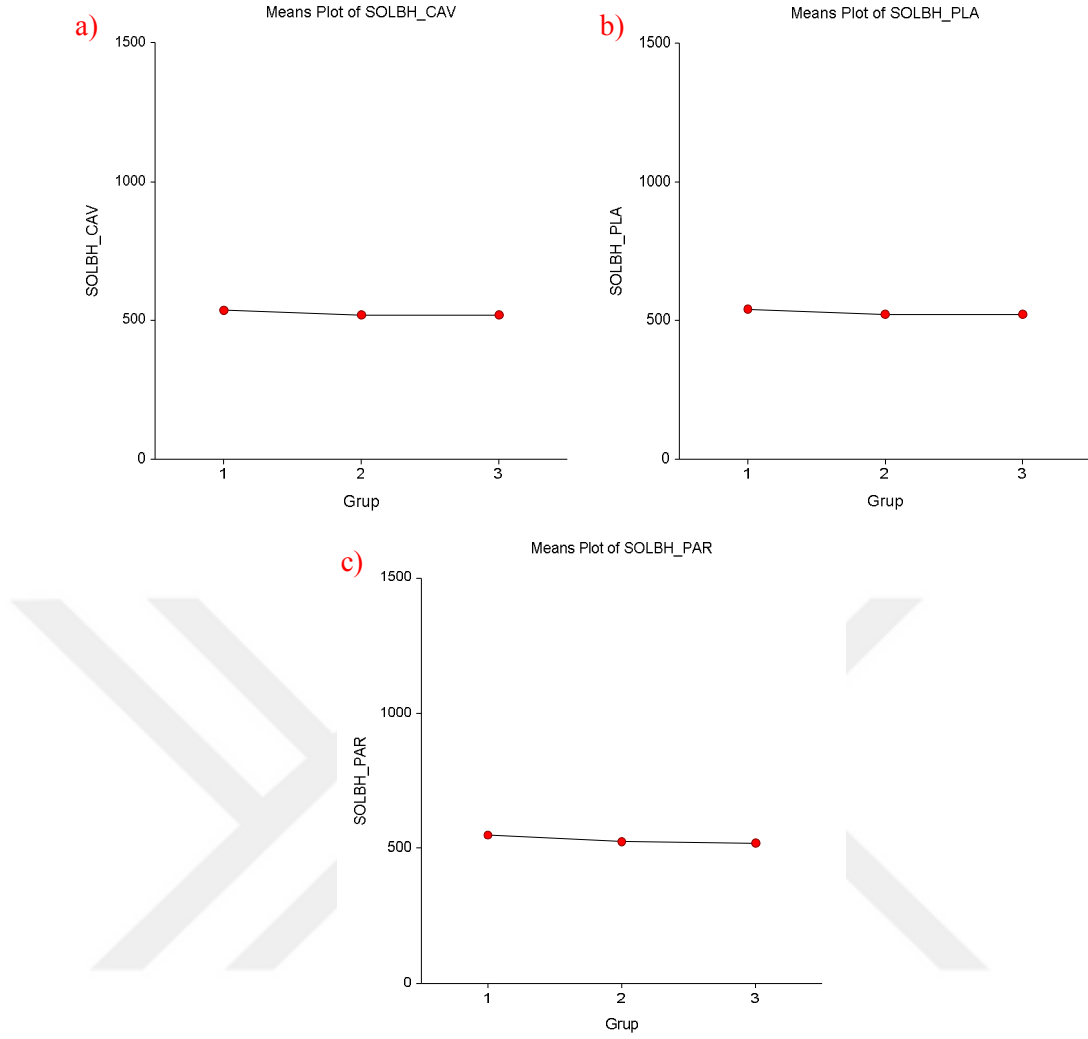 a)
Means Plot of SOLBH_CAV
1500
1000
500
0
SOLBH_CAV
1
2
3
Grup
b)
Means Plot of SOLBH_PLA
1500
1000
500
0
SOLBH_PLA
1
2
3
Grup
c)
Means Plot of SOLBH_PAR
1500
1000
500
0
SOLBH_PAR
1
2
3
Grup